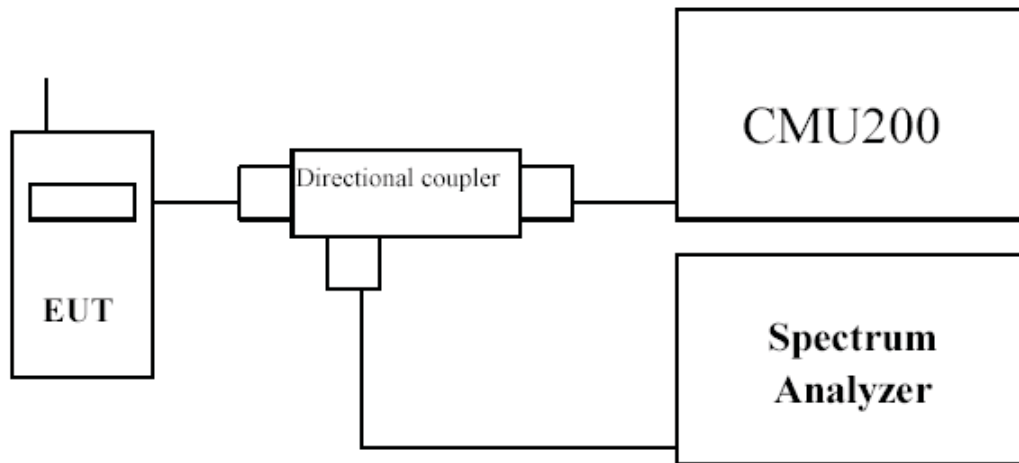 CMU200
Directional coupler
EUT
Spectrum
Analyzer